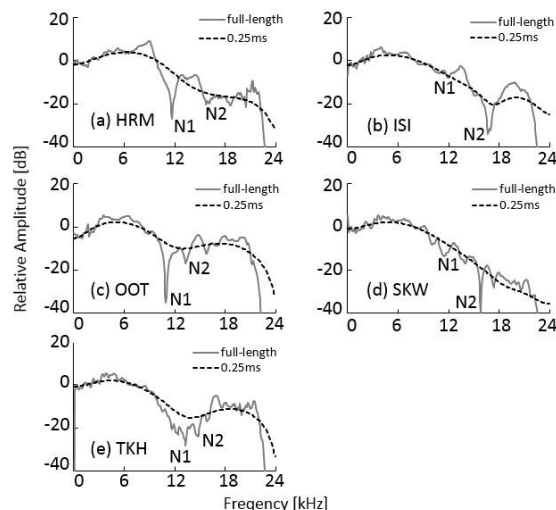 full-length
0.25ms
20
0
-20
-40
(a) HRM
N1
N2
0 6 12 18 24
full-length
0.25ms
20
0
-20
-40
N1
N2
(b) ISI
0 6 12 18 24
full-length
0.25ms
20
0
-20
-40
(c) OOT
N1
N2
0 6 12 18 24
full-length
0.25ms
20
0
-20
-40
N1
N2
(d) SKW
0 6 12 18 24
full-length
0.25ms
20
0
-20
-40
(e) TKH
N1
N2
0 6 12 18 24
Relative Amplitude [dB]
Freqency [kHz]